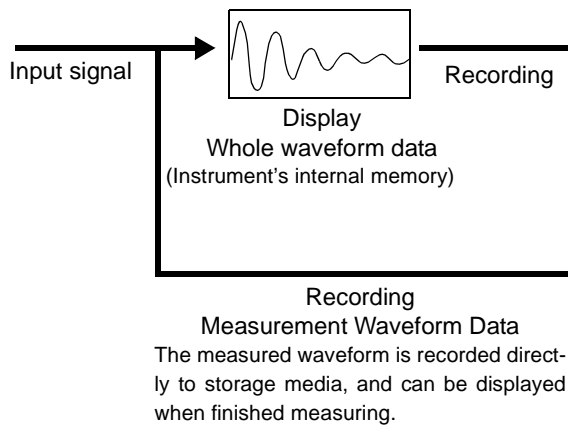 Input signal
Recording
Display
Whole waveform data
(Instrument's internal memory)
Recording
Measurement Waveform Data
The measured waveform is recorded direct-
ly to storage media, and can be displayed
when finished measuring.